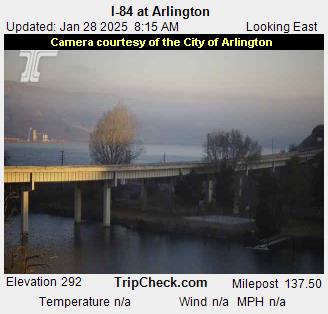 I-84 at Arlington
Updated: Jan 28 2025 8:15 AM Looking East
Camera courtesy of the City of Arlington
Elevation 292 TripCheck.com Milepost 137.50
Temperature n/a Wind n/a MPH n/a